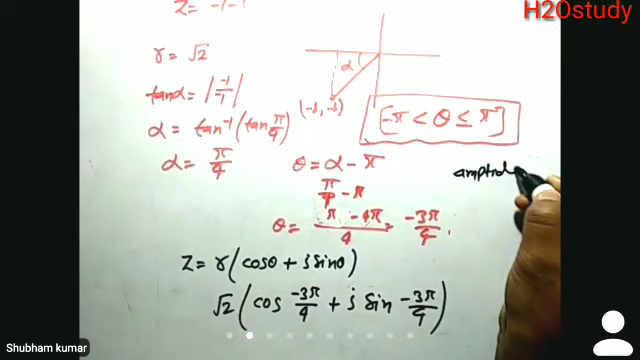 H2Ostudy
Z = -1-i
r = √2
tanα = |-1/-1|
(-1, -1)
α
α = tan⁻¹(tan π/4)
[-π < θ ≤ π]
α = π/4
θ = α - π
π/4 - π
θ = π - 4π/4 = -3π/4
Z = r(cosθ + i sinθ)
√2(cos -3π/4 + i sin -3π/4)
Shubham kumar